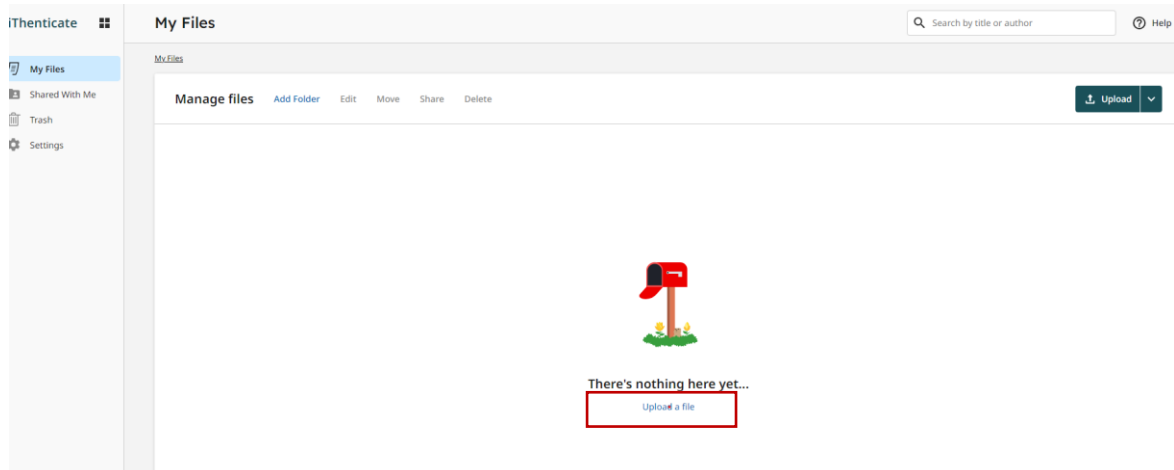 iThenticate
My Files
Search by title or author
Help
My Files
Shared With Me
Trash
Settings
My Files
Manage files Add Folder Edit Move Share Delete
Upload
There's nothing here yet...
Upload a file